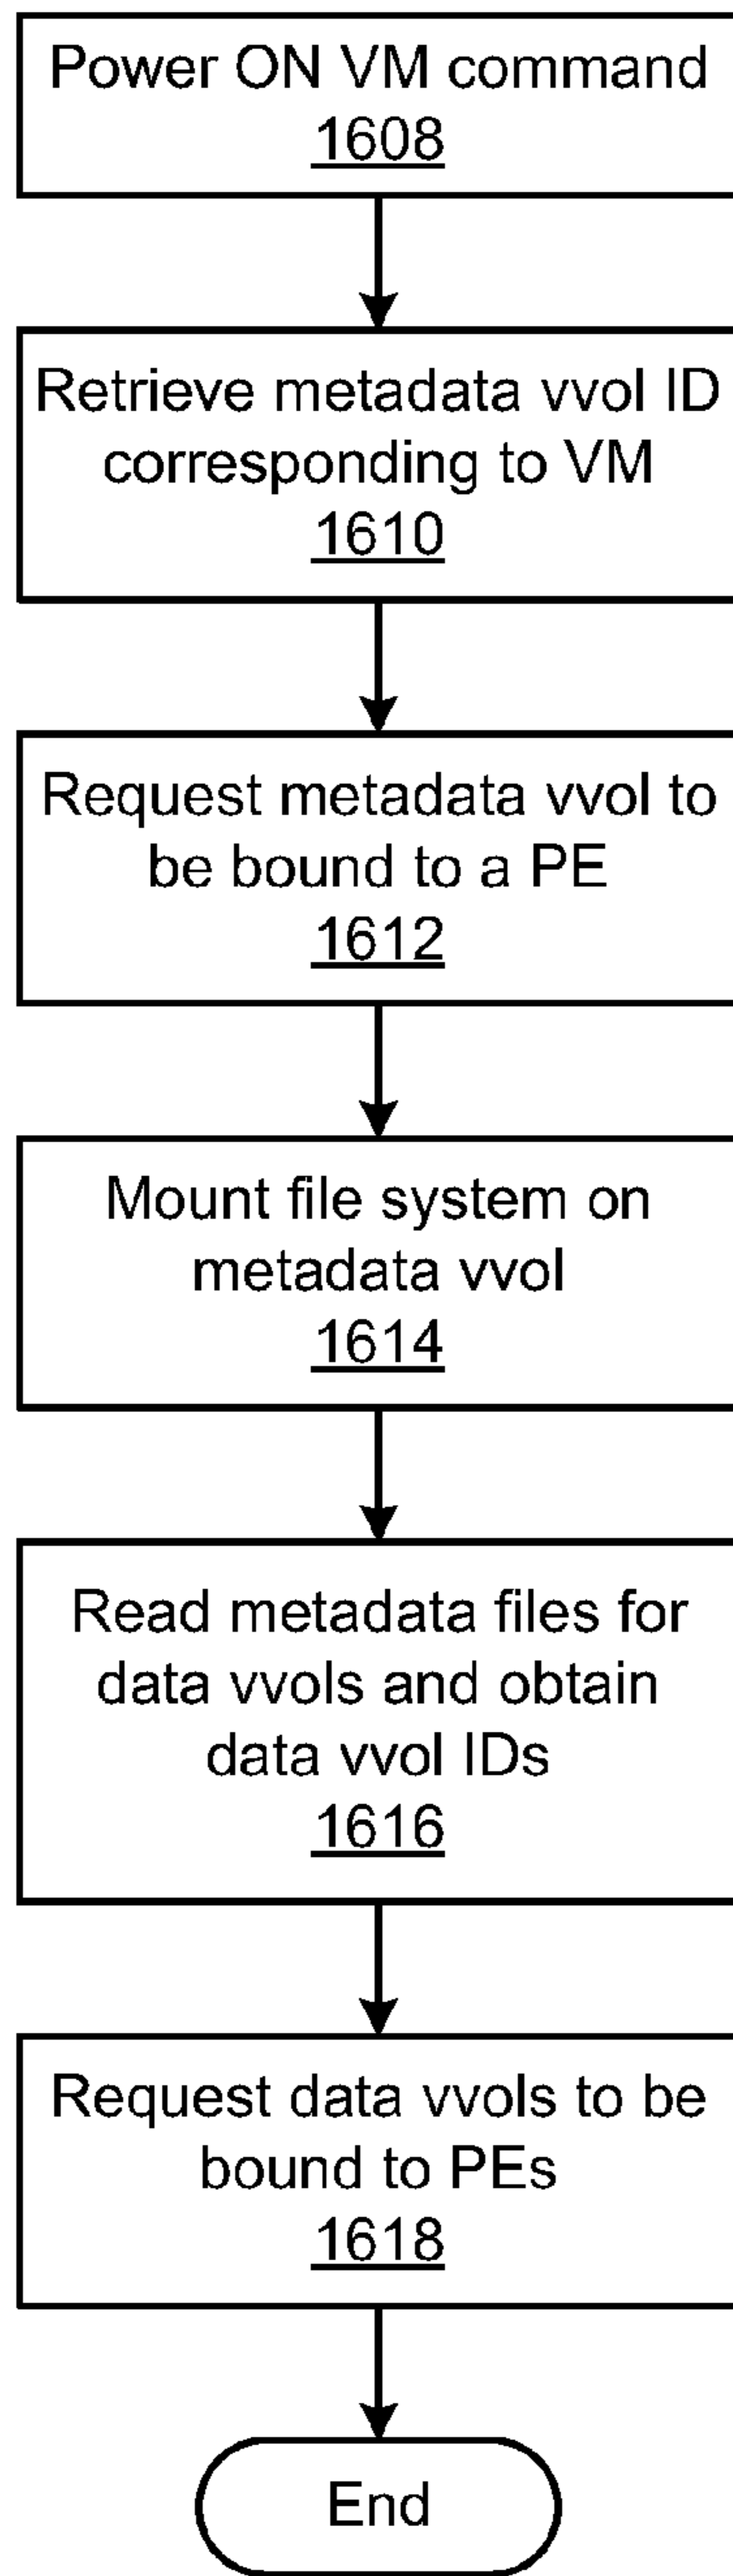 Power ON VM command
1608
Retrieve metadata vvol ID
corresponding to VM
1610
Request metadata vvol to
be bound to a PE
1612
Mount file system on
metadata vvol
1614
Read metadata files for
data vvols and obtain
data vvol IDs
1616
Request data vvols to be
bound to PEs
1618
End